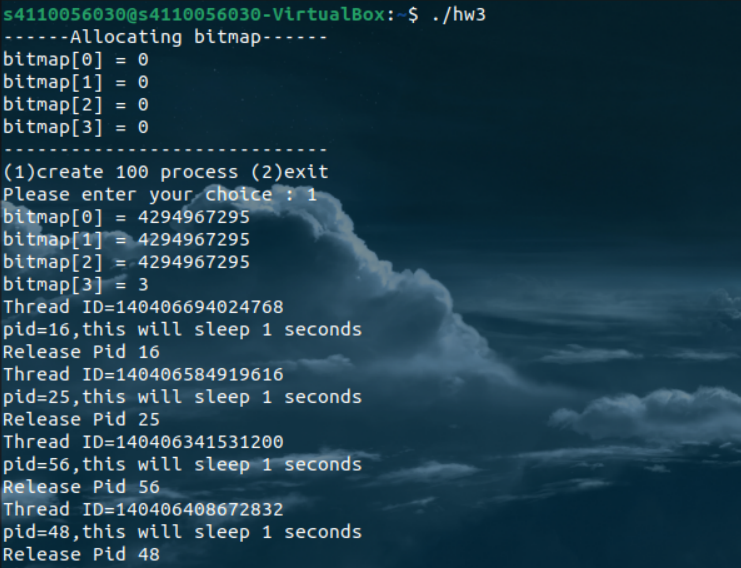 s4110056030@s4110056030-VirtualBox:~$ ./hw3
------Allocating bitmap------
bitmap[0] = 0
bitmap[1] = 0
bitmap[2] = 0
bitmap[3] = 0
-----------------------------
(1)create 100 process (2)exit
Please enter your choice : 1
bitmap[0] = 4294967295
bitmap[1] = 4294967295
bitmap[2] = 4294967295
bitmap[3] = 3
Thread ID=140406694024768
pid=16,this will sleep 1 seconds
Release Pid 16
Thread ID=140406584919616
pid=25,this will sleep 1 seconds
Release Pid 25
Thread ID=140406341531200
pid=56,this will sleep 1 seconds
Release Pid 56
Thread ID=140406408672832
pid=48,this will sleep 1 seconds
Release Pid 48